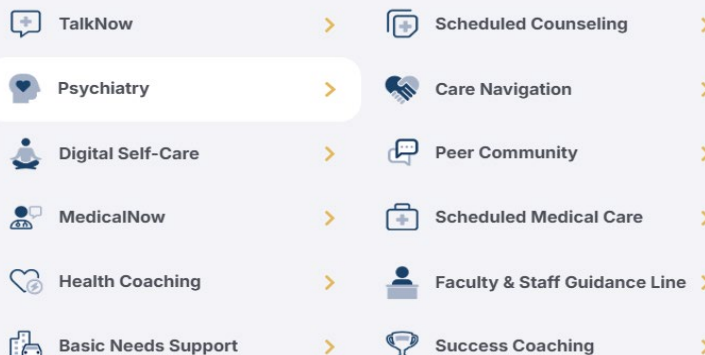 TalkNow
Scheduled Counseling
Psychiatry
Care Navigation
Digital Self-Care
Peer Community
MedicalNow
Scheduled Medical Care
Health Coaching
Faculty & Staff Guidance Line
Basic Needs Support
Success Coaching